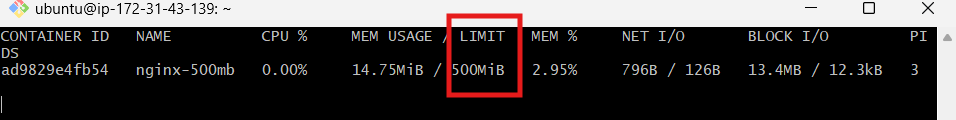 ubuntu@ip-172-31-43-139: ~
CONTAINER ID   NAME          CPU %     MEM USAGE / LIMIT   MEM %     NET I/O       BLOCK I/O         PI
DS
ad9829e4fb54   nginx-500mb   0.00%     14.75MiB / 500MiB   2.95%     796B / 126B   13.4MB / 12.3kB   3